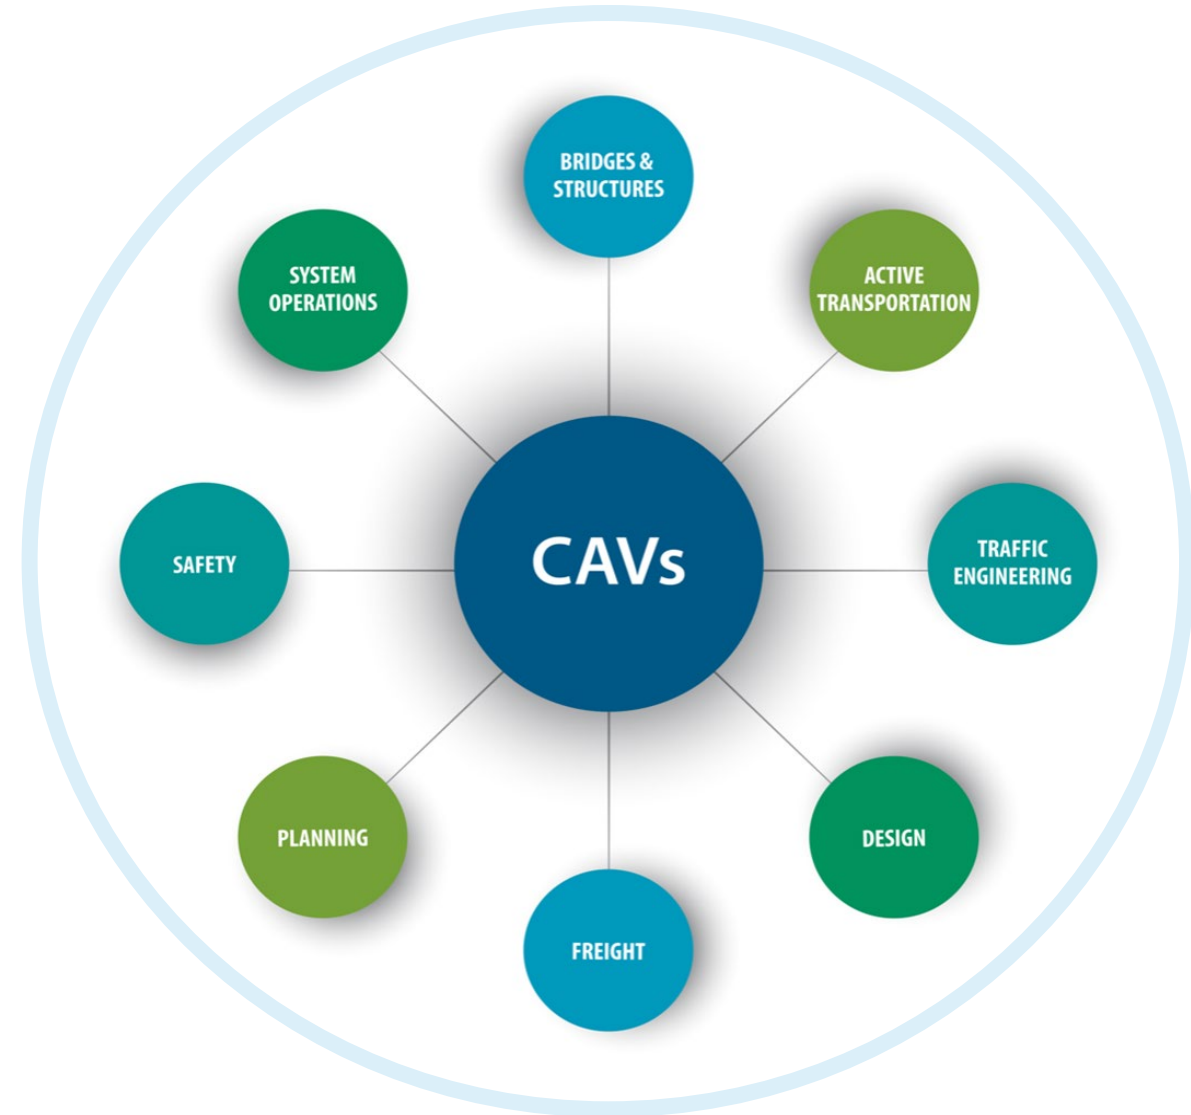 BRIDGES &
STRUCTURES
SYSTEM
OPERATIONS
ACTIVE
TRANSPORTATION
CAVs
SAFETY
TRAFFIC
ENGINEERING
PLANNING
DESIGN
FREIGHT